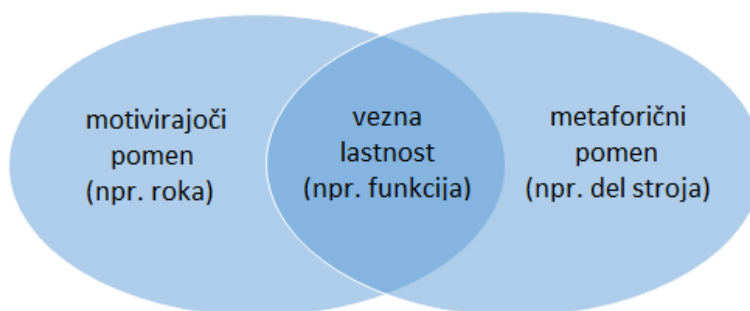 motivirajoči
pomen
(npr. roka)
vezna
lastnost
(npr. funkcija)
metaforični
pomen
(npr. del stroja)